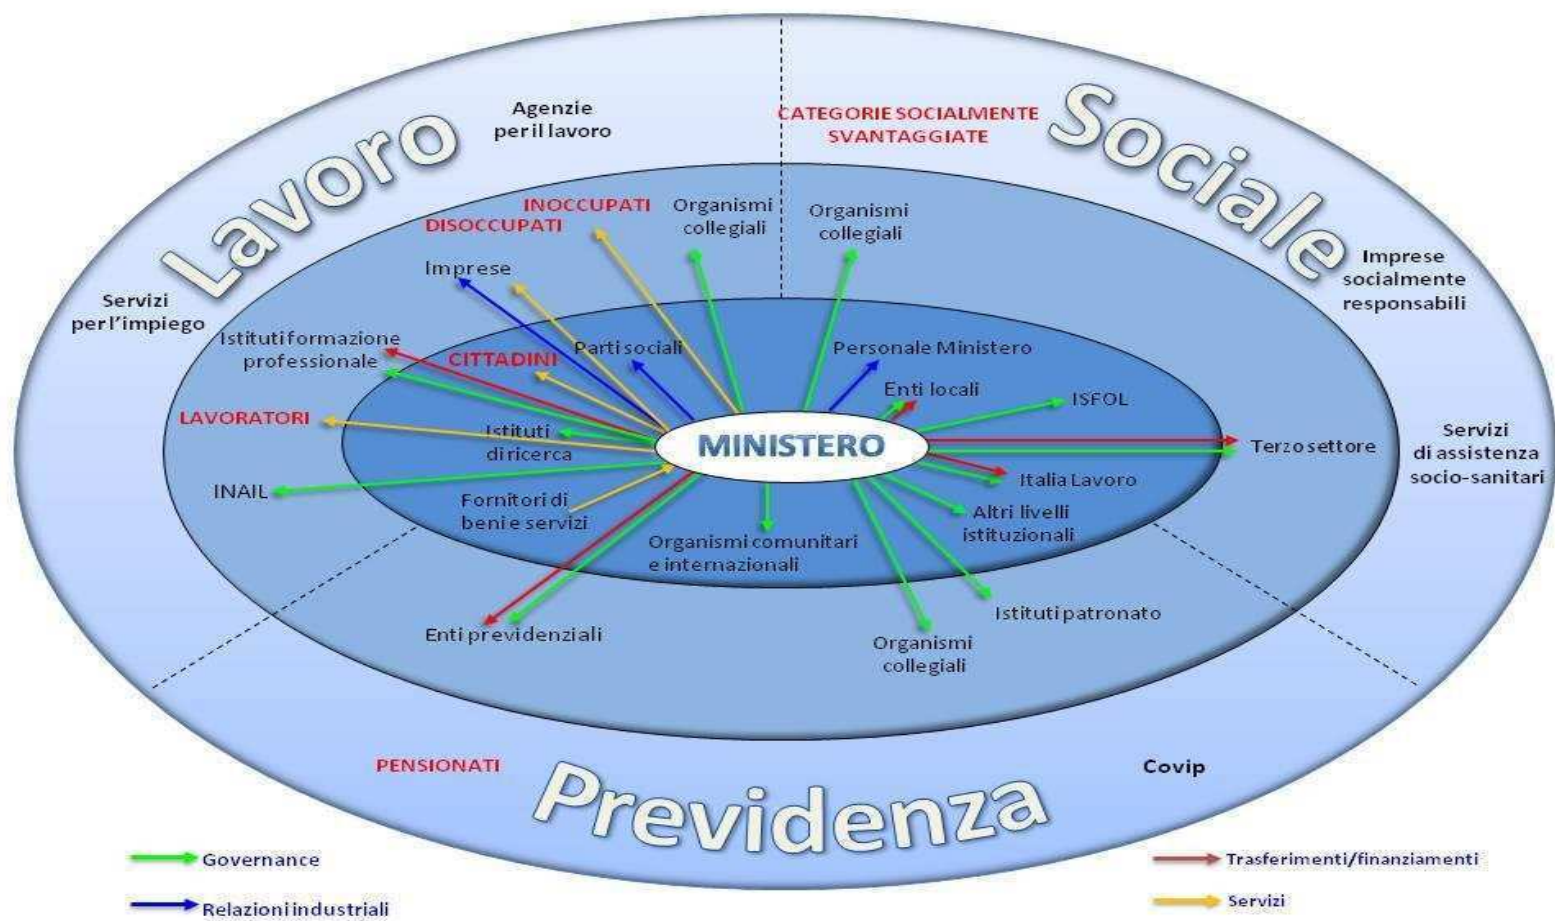 Lavoro
Agenzie
per il lavoro
CATEGORIE SOCIALMENTE
SVANTAGGIATE
Sociale
INOCCUPATI
DISOCCUPATI
Organismi
collegiali
Organismi
collegiali
Imprese
Imprese
socialmente
responsabili
Servizi
per l'impiego
Istituti formazione
professionale
CITTADINI
Parti sociali
Personale Ministero
Enti locali
ISFOL
LAVORATORI
Istituti
di ricerca
MINISTERO
Terzo settore
Servizi
di assistenza
socio-sanitari
INAIL
Fornitori di
beni e servizi
Italia Lavoro
Altri livelli
istituzionali
Organismi comunitari
e internazionali
Istituti patronato
Enti previdenziali
Organismi
collegiali
PENSIONATI
Covip
Previdenza
Governance
Relazioni industriali
Trasferimenti/finanziamenti
Servizi